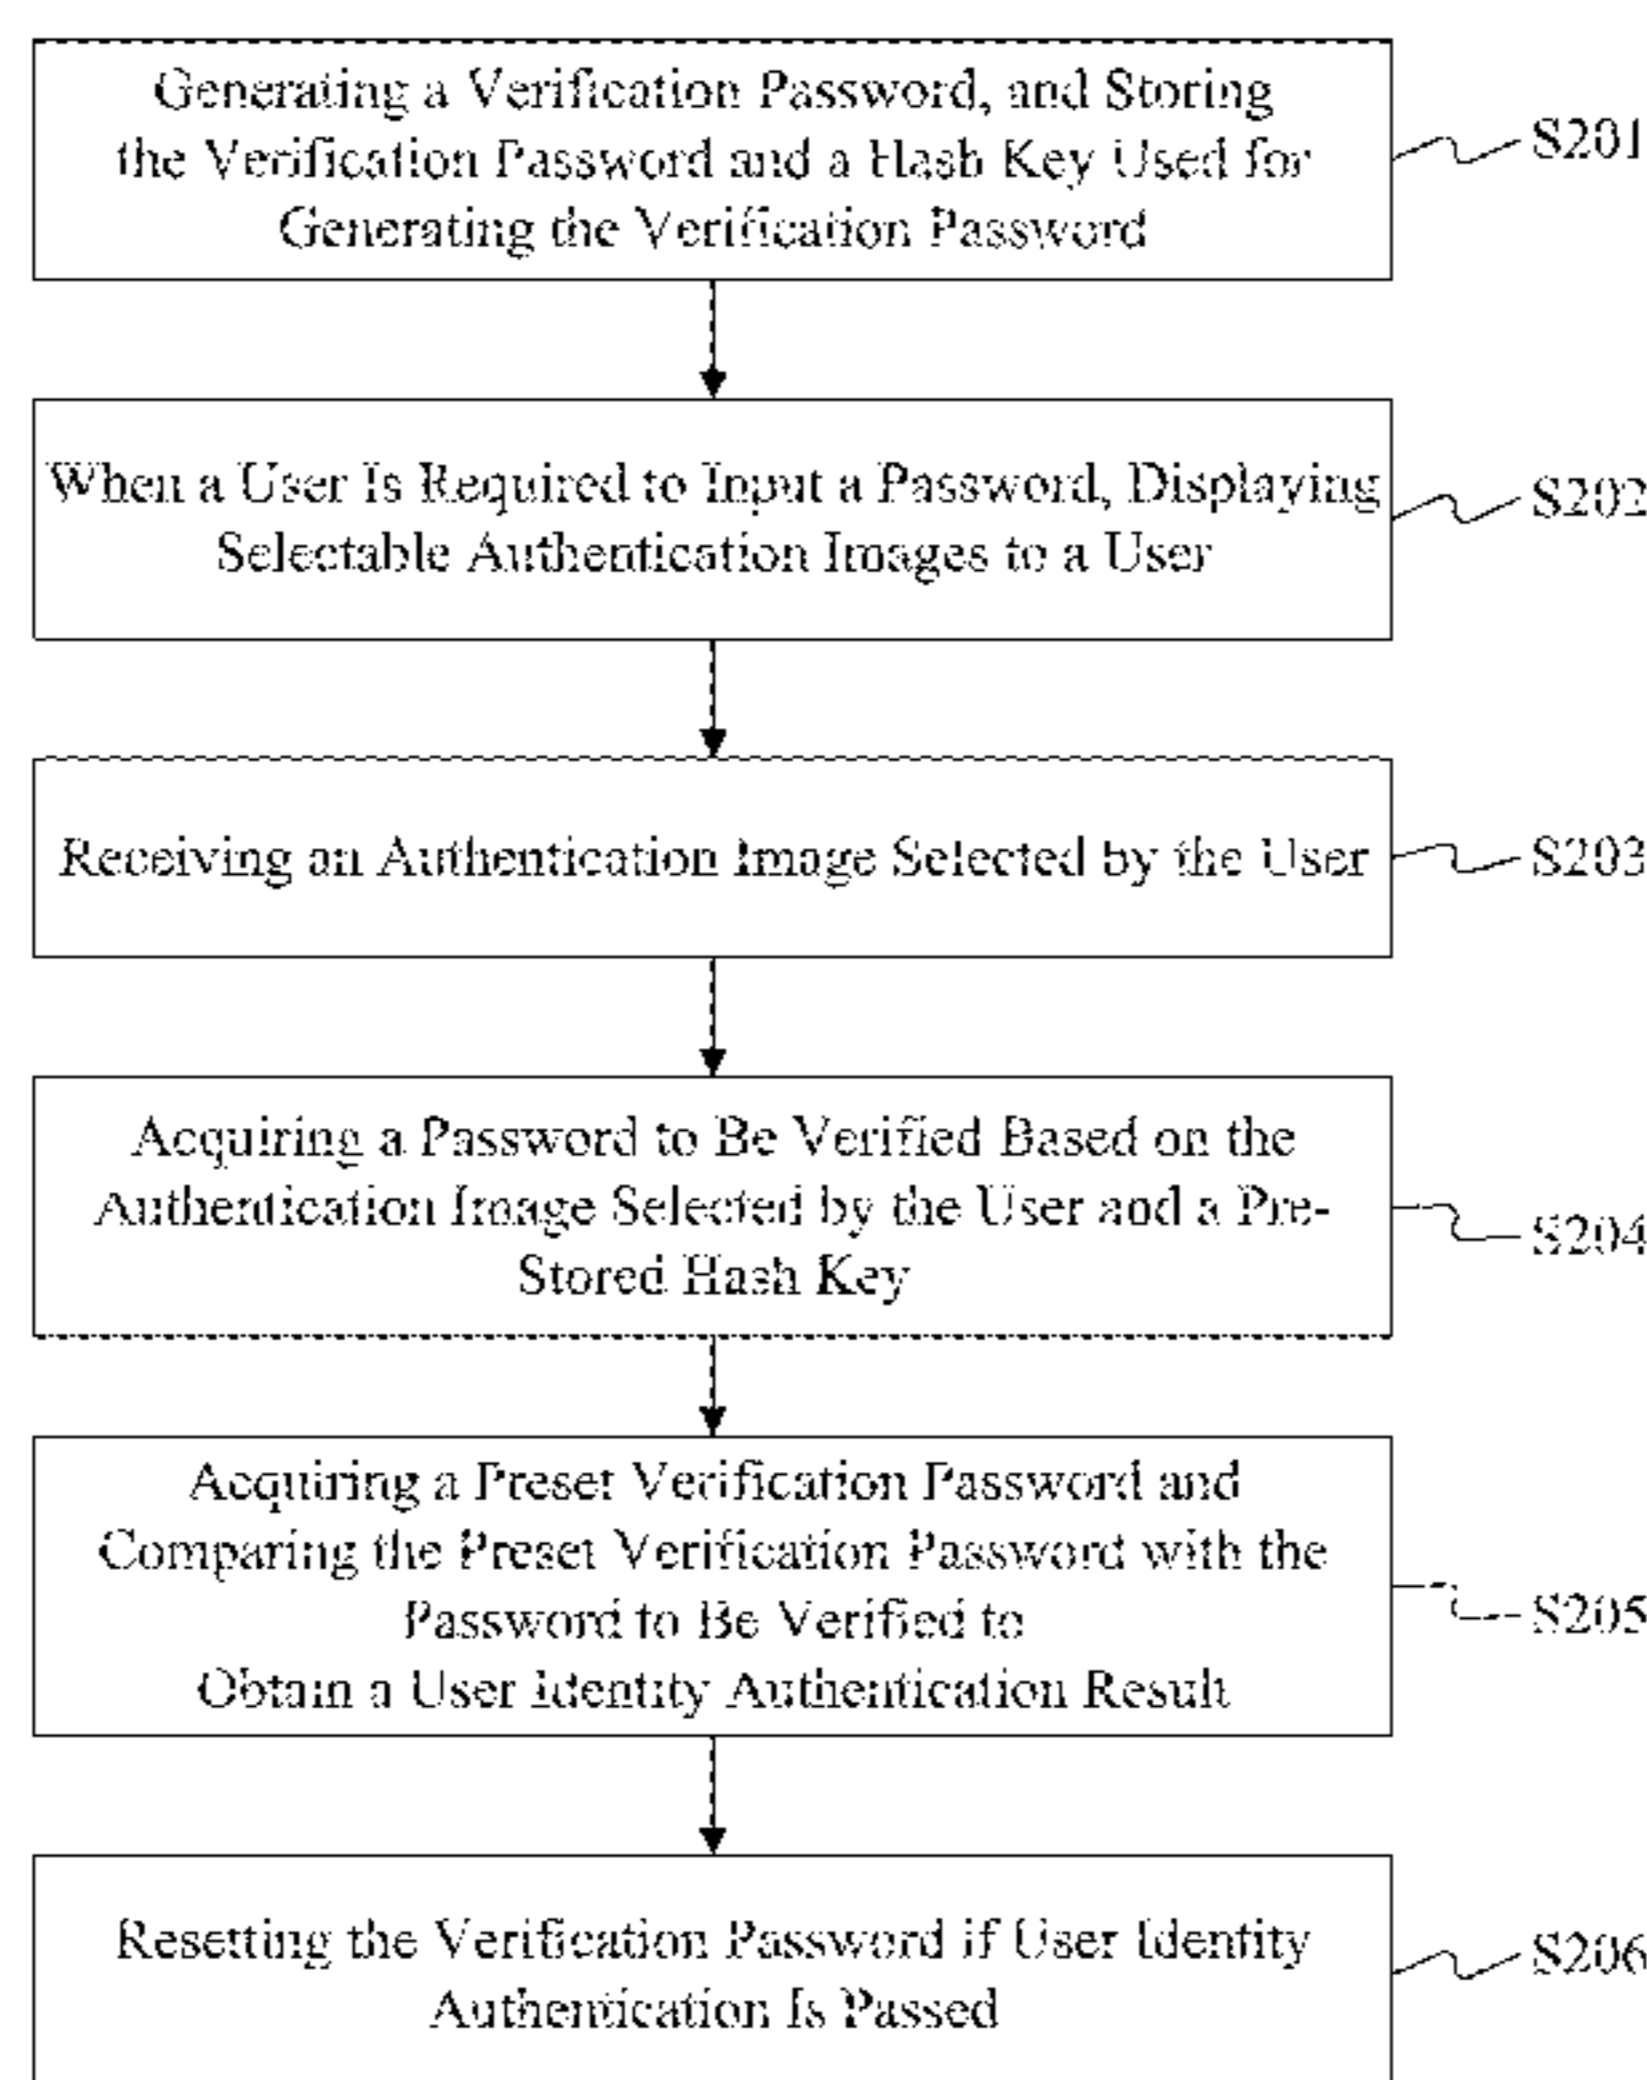 Generating a Verification Password, and Storing
the Verification Password and a Hash Key Used for
Generating the Verification Password
S201
When a User Is Required to Input a Password, Displaying
Selectable Authentication Images to a User
S202
Receiving an Authentication Image Selected by the User
S203
Acquiring a Password to Be Verified Based on the
Authentication Image Selected by the User and a Pre-
Stored Hash Key
S204
Acquiring a Preset Verification Password and
Comparing the Preset Verification Password with the
Password to Be Verified to
Obtain a User Identity Authentication Result
S205
Resetting the Verification Password if User Identity
Authentication Is Passed
S206